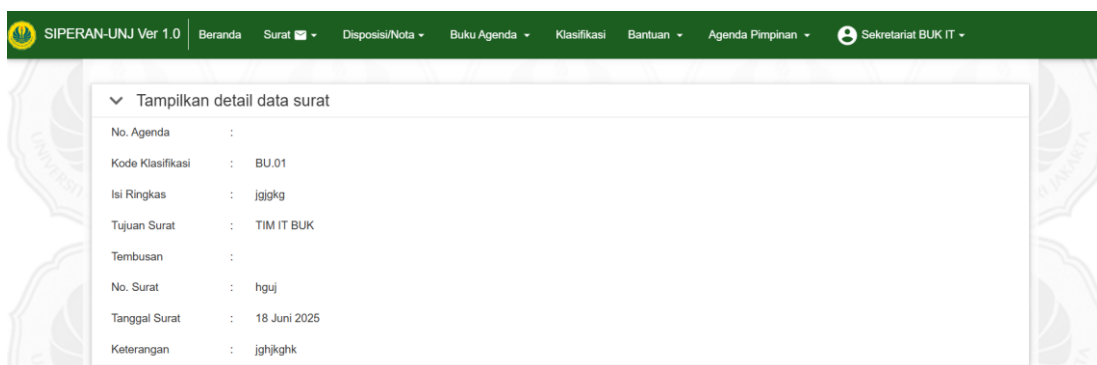 SIPERAN-UNJ Ver 1.0 Beranda Surat Disposisi/Nota Buku Agenda Klasifikasi Bantuan Agenda Pimpinan Sekretariat BUK IT
Tampilkan detail data surat
No. Agenda :
Kode Klasifikasi : BU.01
Isi Ringkas : jgjgkg
Tujuan Surat : TIM IT BUK
Tembusan :
No. Surat : hguj
Tanggal Surat : 18 Juni 2025
Keterangan : jghjkghk